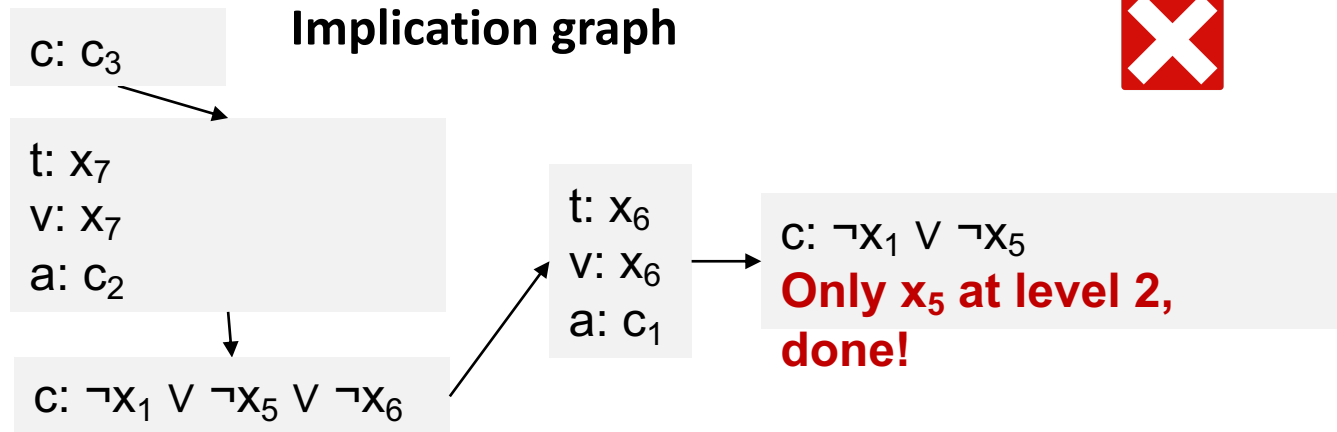 Implication graph
c: c₃
t: x₇
v: x₇
a: c₂
c: ¬x₁ ∨ ¬x₅ ∨ ¬x₆
t: x₆
v: x₆
a: c₁
c: ¬x₁ ∨ ¬x₅
Only x₅ at level 2,
done!